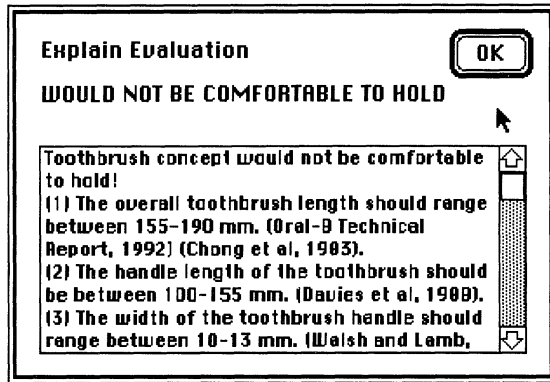 Explain Evaluation
OK
WOULD NOT BE COMFORTABLE TO HOLD
Toothbrush concept would not be comfortable
to hold!
(1) The overall toothbrush length should range
between 155-190 mm. (Oral-B Technical
Report, 1992) (Chong et al, 1983).
(2) The handle length of the toothbrush should
be between 100-155 mm. (Davies et al,
(3) The width of the toothbrush handle should
range between 10-13 mm. (Walsh and Lamb,